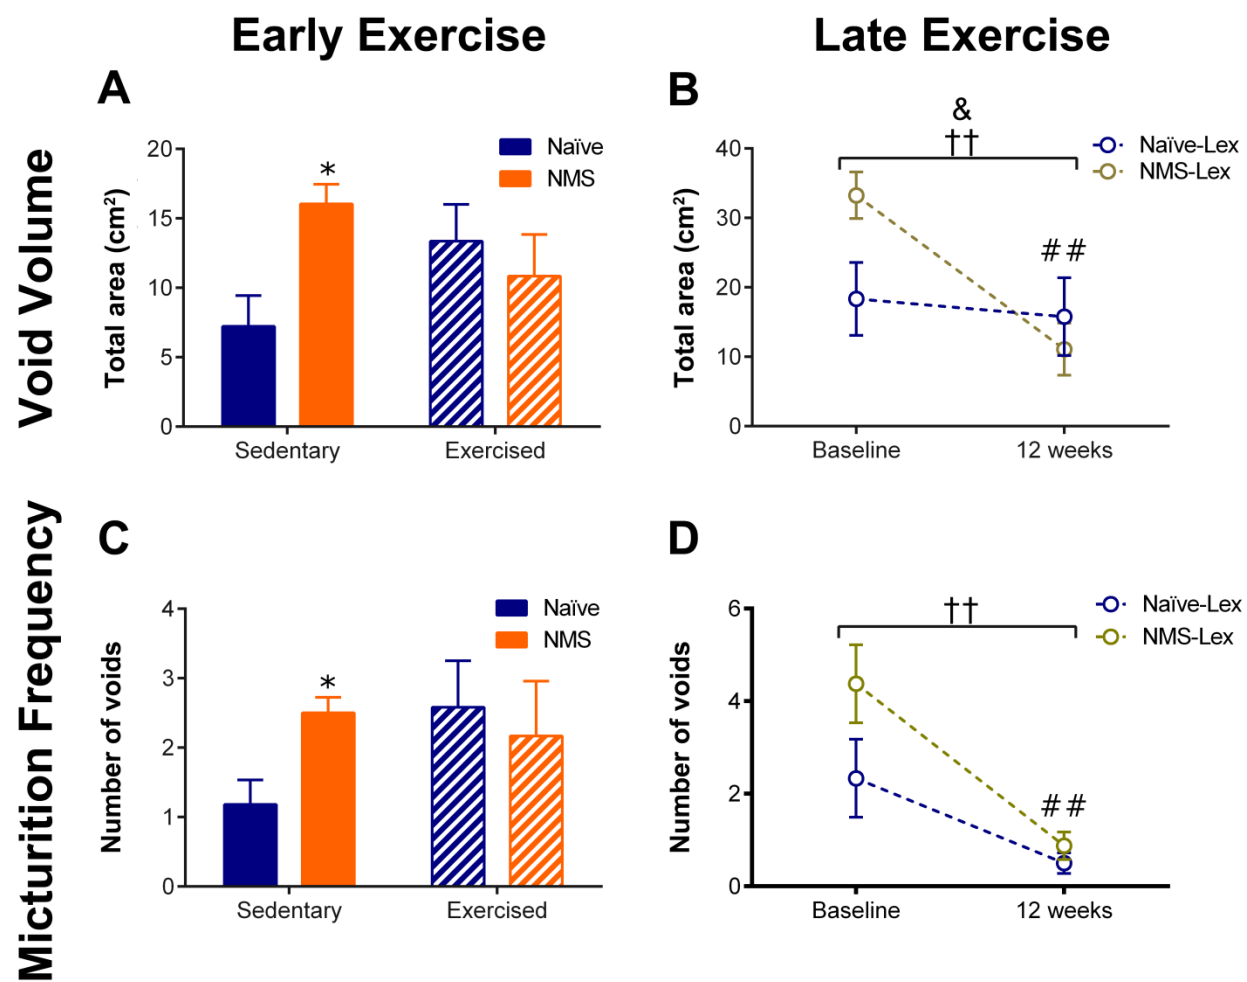 Early Exercise
Late Exercise
Void Volume
Micturition Frequency
A
Total area (cm²)
20
15
10
5
0
*
Naïve
NMS
Sedentary
Exercised
B
Total area (cm²)
40
30
20
10
0
&
††
##
Naïve-Lex
NMS-Lex
Baseline
12 weeks
C
Number of voids
4
3
2
1
0
*
Naïve
NMS
Sedentary
Exercised
D
Number of voids
6
4
2
0
††
##
Naïve-Lex
NMS-Lex
Baseline
12 weeks